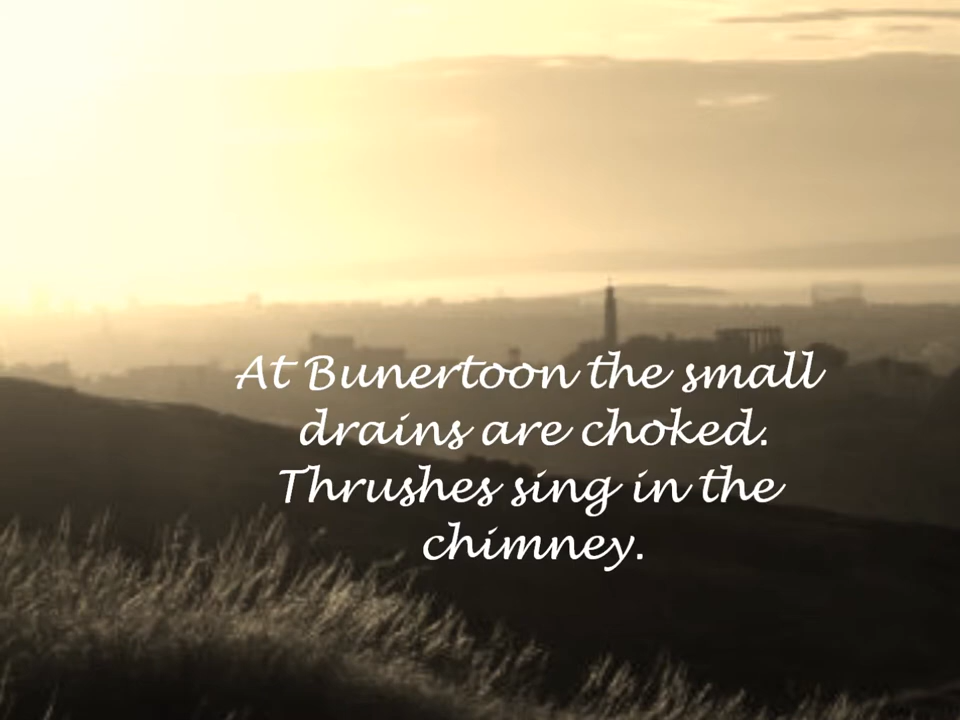 At Bunertoon the small
drains are choked.
Thrushes sing in the
chimney.